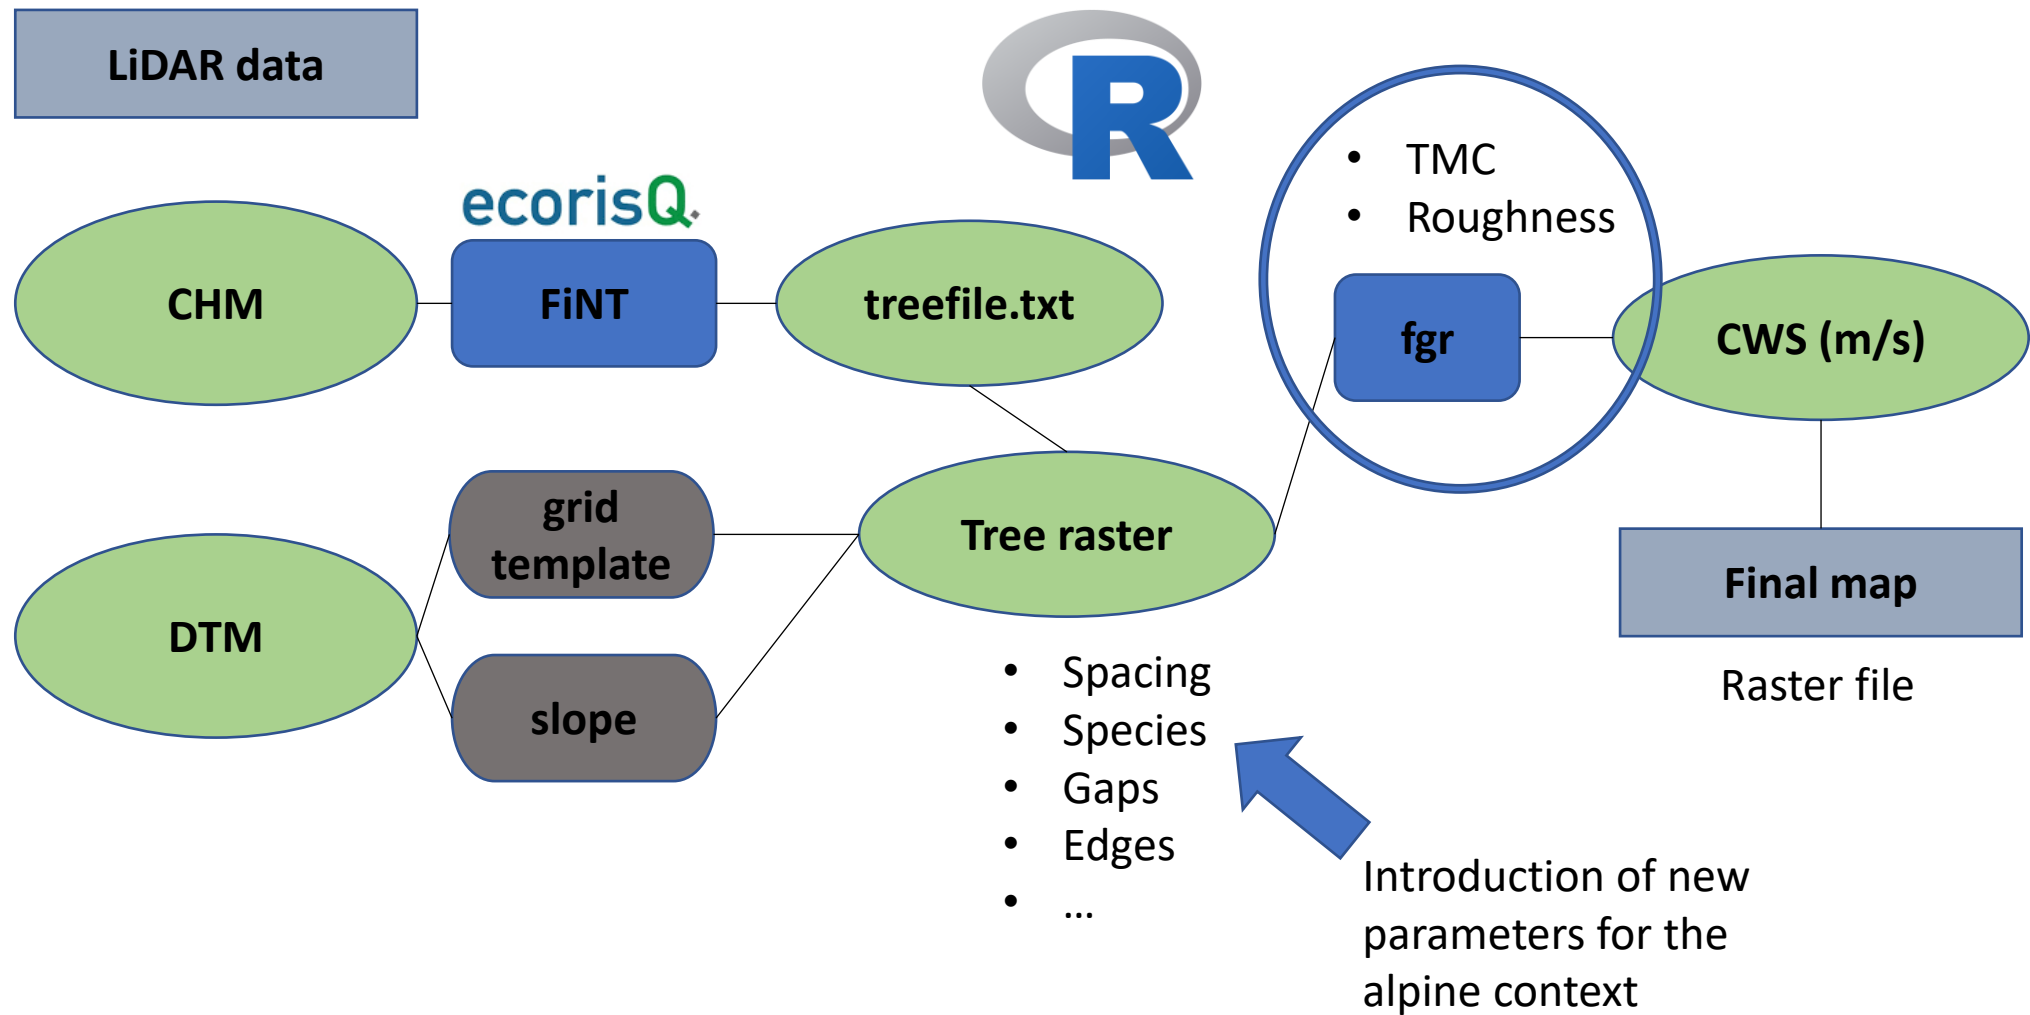 LiDAR data
R
ecorisQ
CHM
FiNT
treefile.txt
• TMC
• Roughness
fgr
CWS (m/s)
grid
template
DTM
slope
Tree raster
Final map
Raster file
• Spacing
• Species
• Gaps
• Edges
• ...
Introduction of new
parameters for the
alpine context